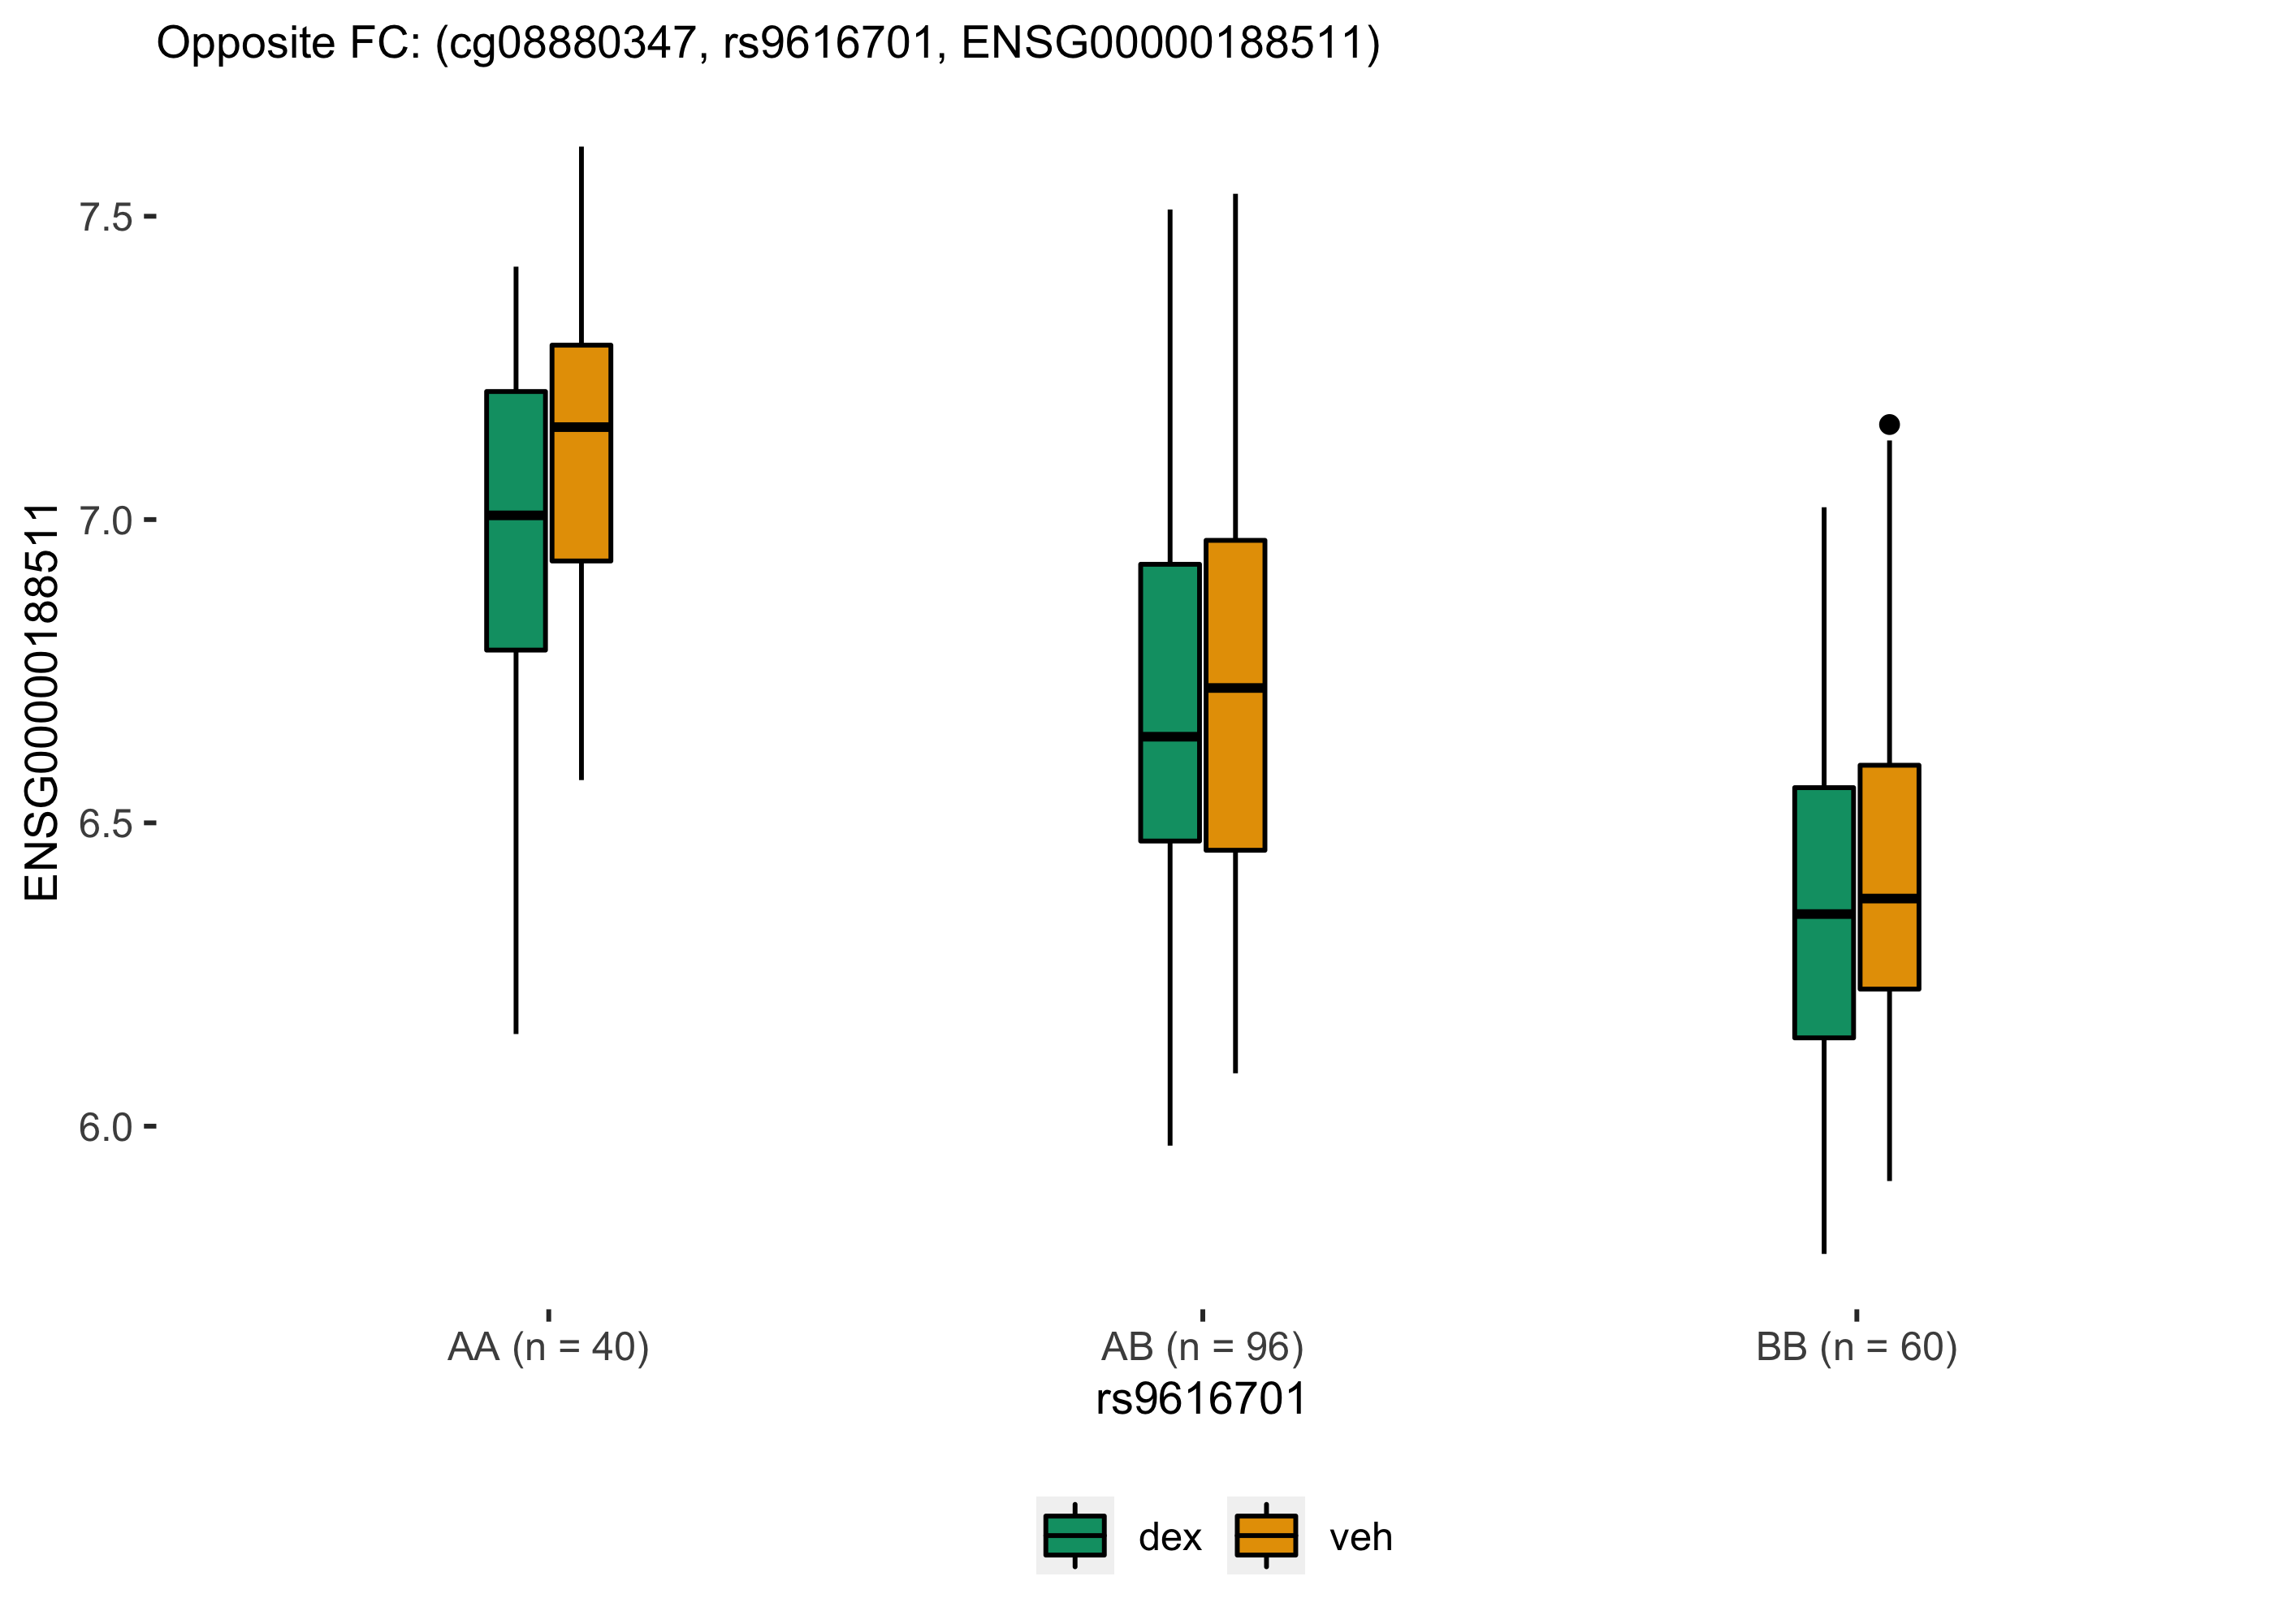 Opposite FC: (cg08880347, rs9616701, ENSG00000188511)
ENSG00000188511
7.5
7.0
6.5
6.0
AA (n = 40) AB (n = 96) BB (n = 60)
rs9616701
dex veh